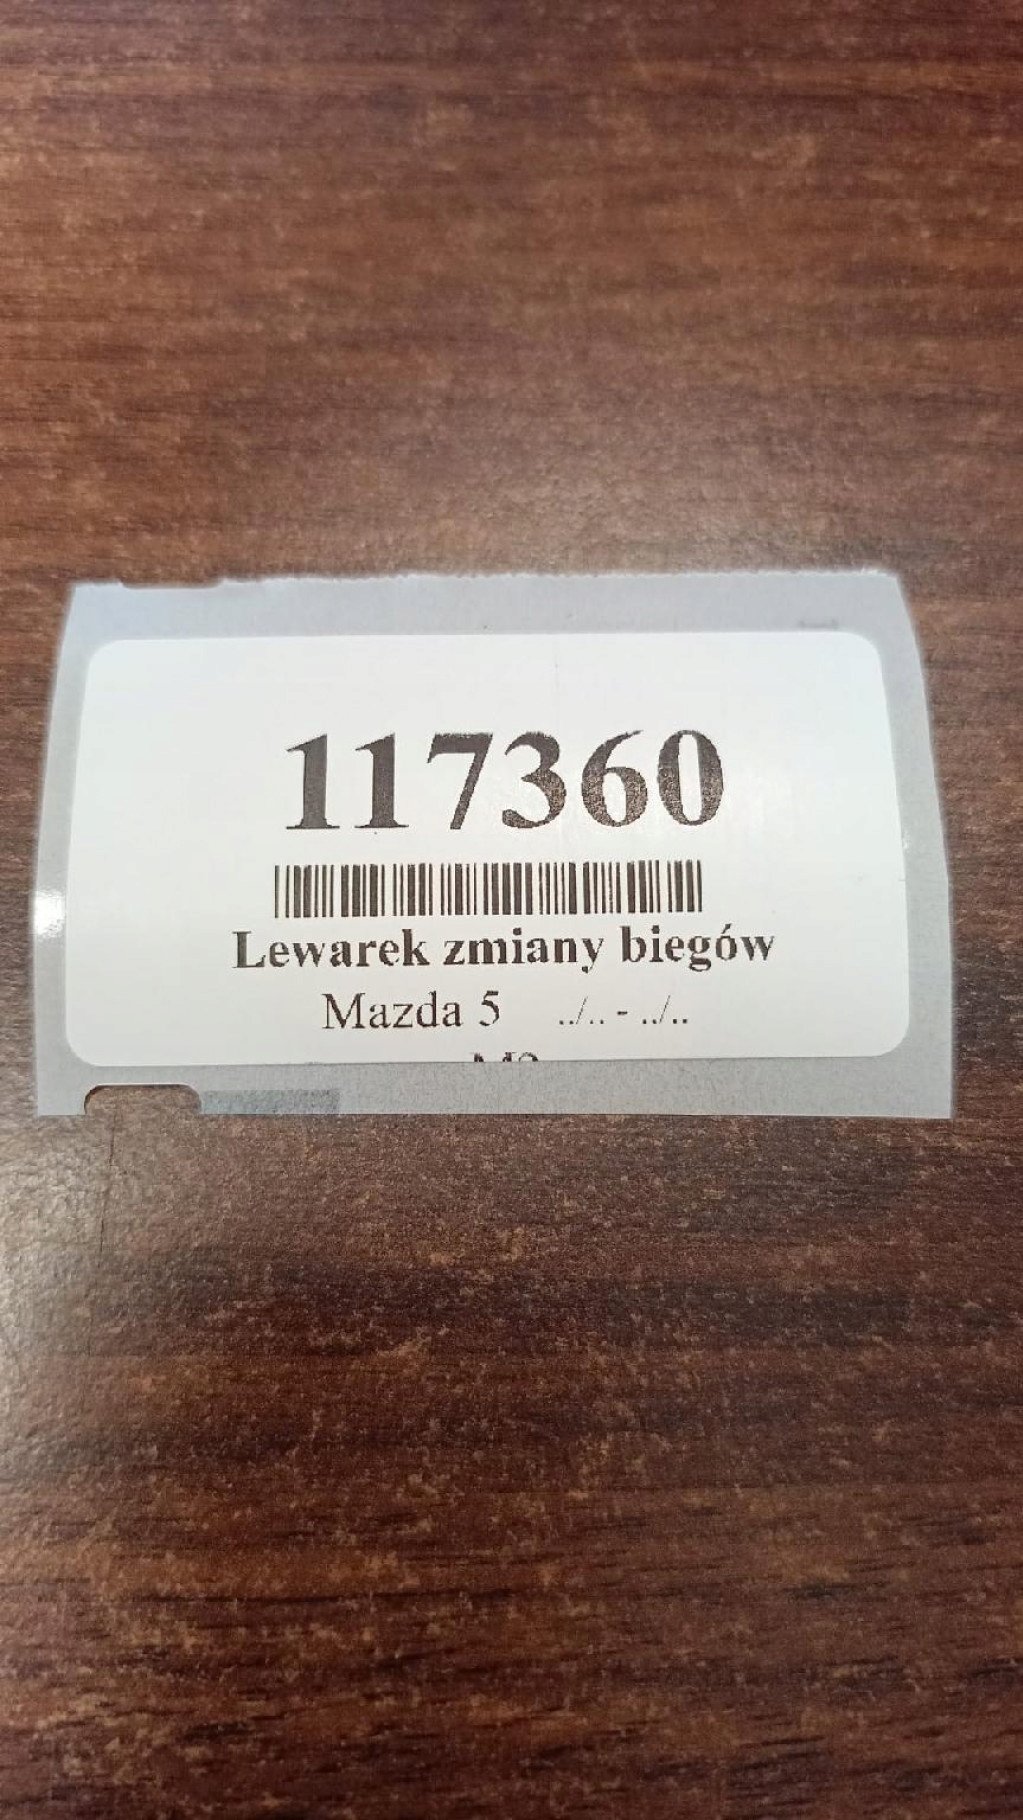 117360
Lewarek zmiany biegów
Mazda 5 ../.. - ../..